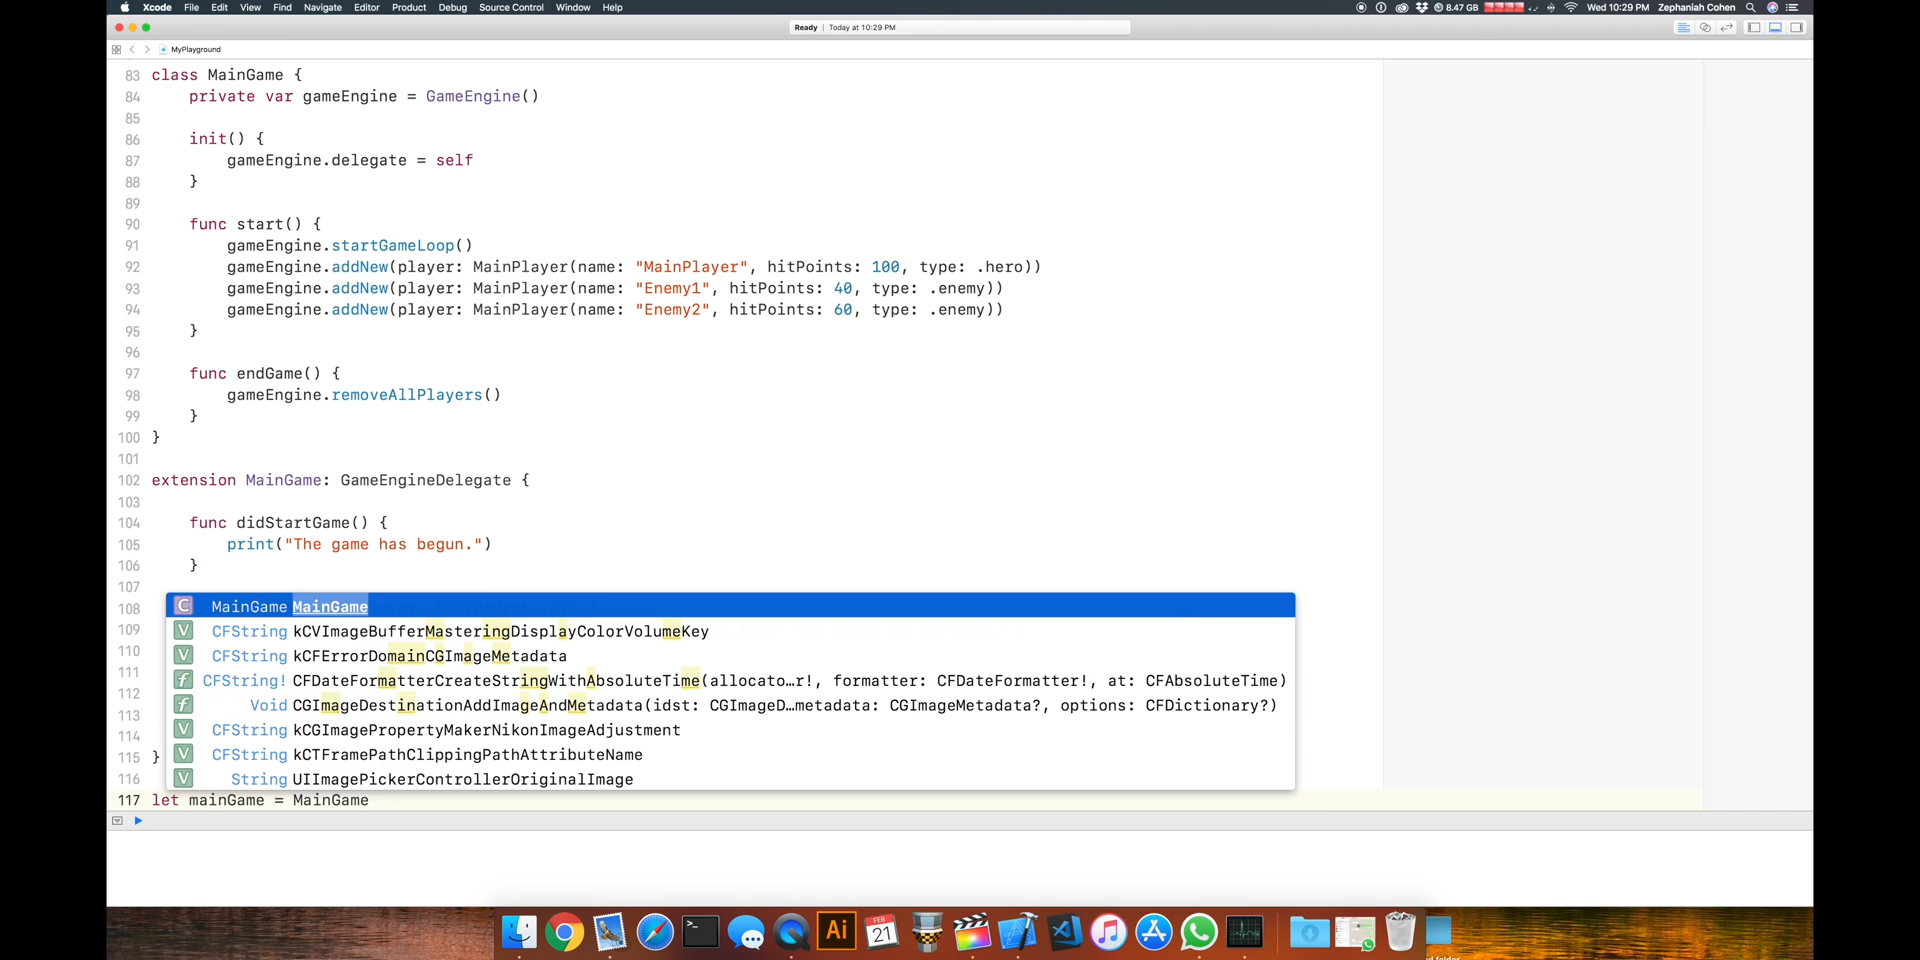 Xcode File Edit View Find Navigate Editor Product Debug Source Control Window Help 8.47 GB Wed 10:29 PM Zephaniah Cohen
Ready | Today at 10:29 PM
MyPlayground
83 class MainGame {
84 private var gameEngine = GameEngine()
85
86 init() {
87 gameEngine.delegate = self
88 }
89
90 func start() {
91 gameEngine.startGameLoop()
92 gameEngine.addNew(player: MainPlayer(name: "MainPlayer", hitPoints: 100, type: .hero))
93 gameEngine.addNew(player: MainPlayer(name: "Enemy1", hitPoints: 40, type: .enemy))
94 gameEngine.addNew(player: MainPlayer(name: "Enemy2", hitPoints: 60, type: .enemy))
95 }
96
97 func endGame() {
98 gameEngine.removeAllPlayers()
99 }
100 }
101
102 extension MainGame: GameEngineDelegate {
103
104 func didStartGame() {
105 print("The game has begun.")
106 }
107
108 C MainGame MainGame
109 V CFString kCVImageBufferMasteringDisplayColorVolumeKey
110 V CFString kCFErrorDomainCGImageMetadata
111 f CFString! CFDateFormatterCreateStringWithAbsoluteTime(allocato…r!, formatter: CFDateFormatter!, at: CFAbsoluteTime)
112 f Void CGImageDestinationAddImageAndMetadata(idst: CGImageD…metadata: CGImageMetadata?, options: CFDictionary?)
113 V CFString kCGImagePropertyMakerNikonImageAdjustment
114 V CFString kCTFramePathClippingPathAttributeName
115 }
116 V String UIImagePickerControllerOriginalImage
117 let mainGame = MainGame
Ai FEB 21
d folder